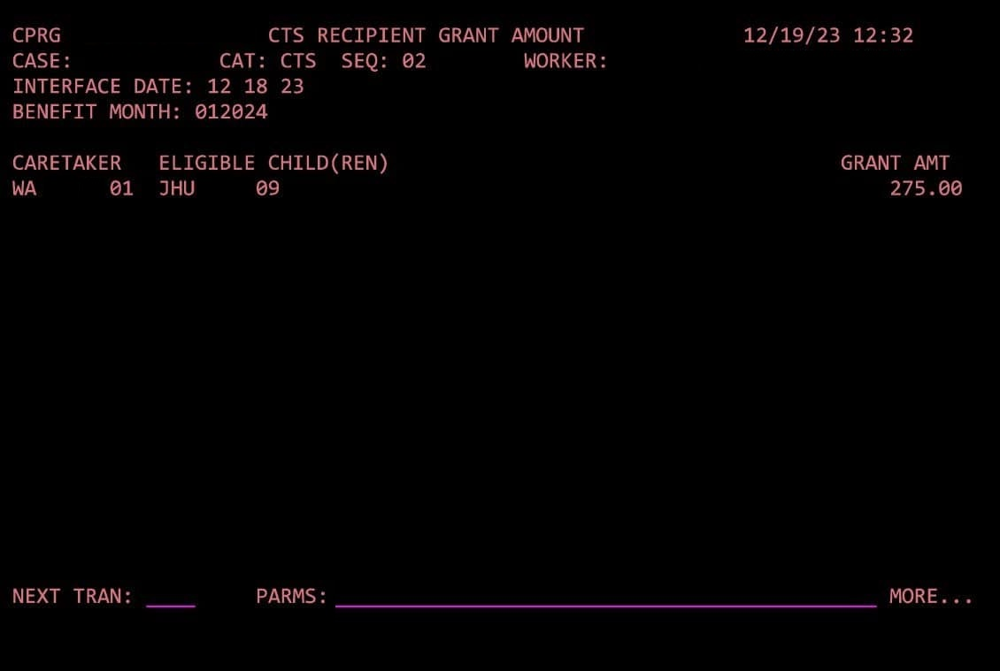 CPRG CTS RECIPIENT GRANT AMOUNT 12/19/23 12:32
CASE: CAT: CTS SEQ: 02 WORKER:
INTERFACE DATE: 12 18 23
BENEFIT MONTH: 012024
CARETAKER ELIGIBLE CHILD(REN) GRANT AMT
WA 01 JHU 09 275.00
NEXT TRAN: PARMS: MORE...